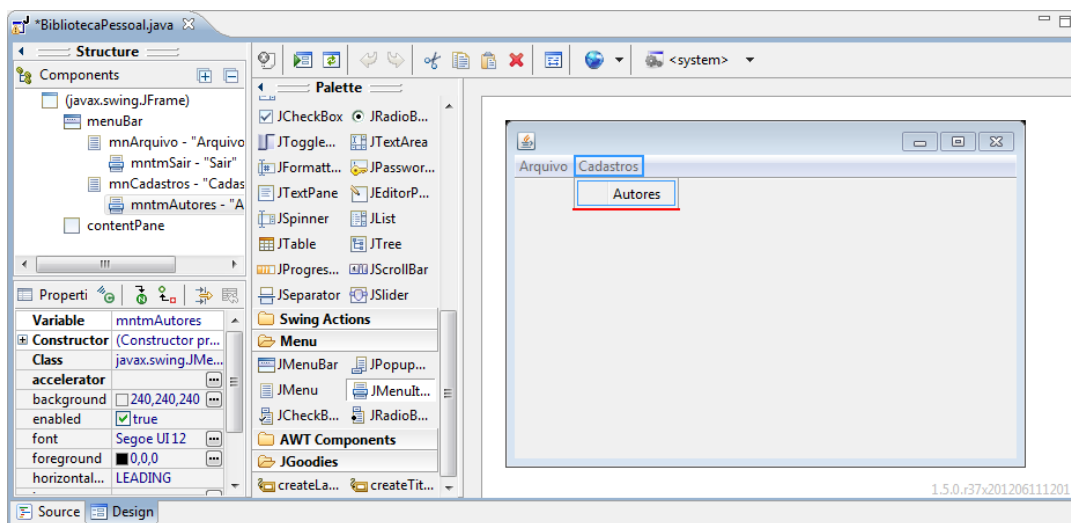 *BibliotecaPessoal.java
Structure
Components
(javax.swing.JFrame)
menuBar
mnArquivo - "Arquivo
mntmSair - "Sair"
mnCadastros - "Cadas
mntmAutores - "A
contentPane
Properti
Variable mntmAutores
Constructor (Constructor pr...
Class javax.swing.JMe...
accelerator
background 240,240,240
enabled true
font Segoe UI 12
foreground 0,0,0
horizontal... LEADING
Source Design
<system>
Palette
JCheckBox JRadioB...
JToggle... JTextArea
JFormatt... JPasswor...
JTextPane JEditorP...
JSpinner JList
JTable JTree
JProgres... JScrollBar
JSeparator JSlider
Swing Actions
Menu
JMenuBar JPopup...
JMenu JMenuIt...
JCheckB... JRadioB...
AWT Components
JGoodies
createLa... createTit...
Arquivo Cadastros
Autores
1.5.0.r37x201206111201